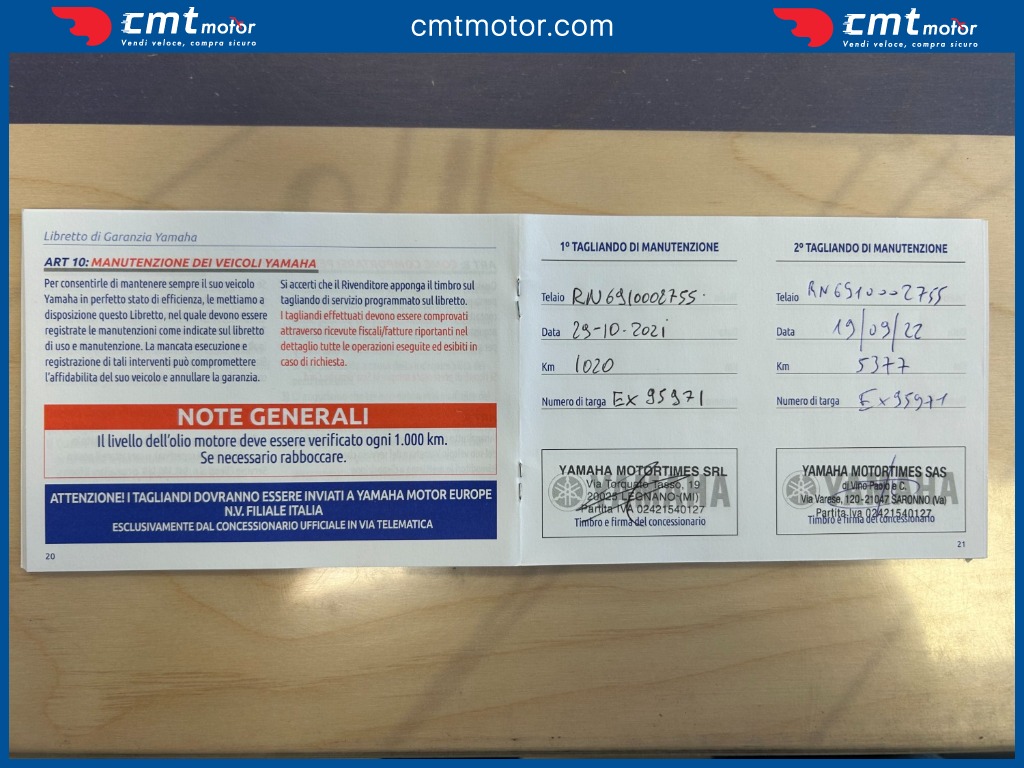 cmt motor
Vendi veloce, compra sicuro
cmtmotor.com
cmt motor
Vendi veloce, compra sicuro
Libretto di Garanzia Yamaha
ART 10: MANUTENZIONE DEI VEICOLI YAMAHA
Per consentirle di mantenere sempre il suo veicolo
Yamaha in perfetto stato di efficienza, le mettiamo a
disposizione questo Libretto, nel quale devono essere
registrate le manutenzioni come indicate sul libretto
di uso e manutenzione. La mancata esecuzione e
registrazione di tali interventi può compromettere
l'affidabilita del suo veicolo e annullare la garanzia.
Si accerti che il Rivenditore apponga il timbro sul
tagliando di servizio programmato sul libretto.
I tagliandi effettuati devono essere comprovati
attraverso ricevute fiscali/fatture riportanti nel
dettaglio tutte le operazioni eseguite ed esibiti in
caso di richiesta.
NOTE GENERALI
Il livello dell'olio motore deve essere verificato ogni 1.000 km.
Se necessario rabboccare.
ATTENZIONE! I TAGLIANDI DOVRANNO ESSERE INVIATI A YAMAHA MOTOR EUROPE
N.V. FILIALE ITALIA
ESCLUSIVAMENTE DAL CONCESSIONARIO UFFICIALE IN VIA TELEMATICA
20
1º TAGLIANDO DI MANUTENZIONE
Telaio RN6910002755.
Data 29-10-2021
Km 1020
Numero di targa EX 95971
YAMAHA
YAMAHA MOTORTIMES SRL
Via Torquato Tasso, 19
20025 LEGNANO (MI)
Partita IVA 02421540127
Timbro e firma del concessionario
2º TAGLIANDO DI MANUTENZIONE
Telaio RN6910002755
Data 19/09/22
Km 5377
Numero di targa EX95971
YAMAHA
YAMAHA MOTORTIMES SAS
di Vino Paolo e C.
Via Varese, 120-21047 SARONNO (Va)
Partita Iva 02421540127
Timbro e firma del concessionario
21